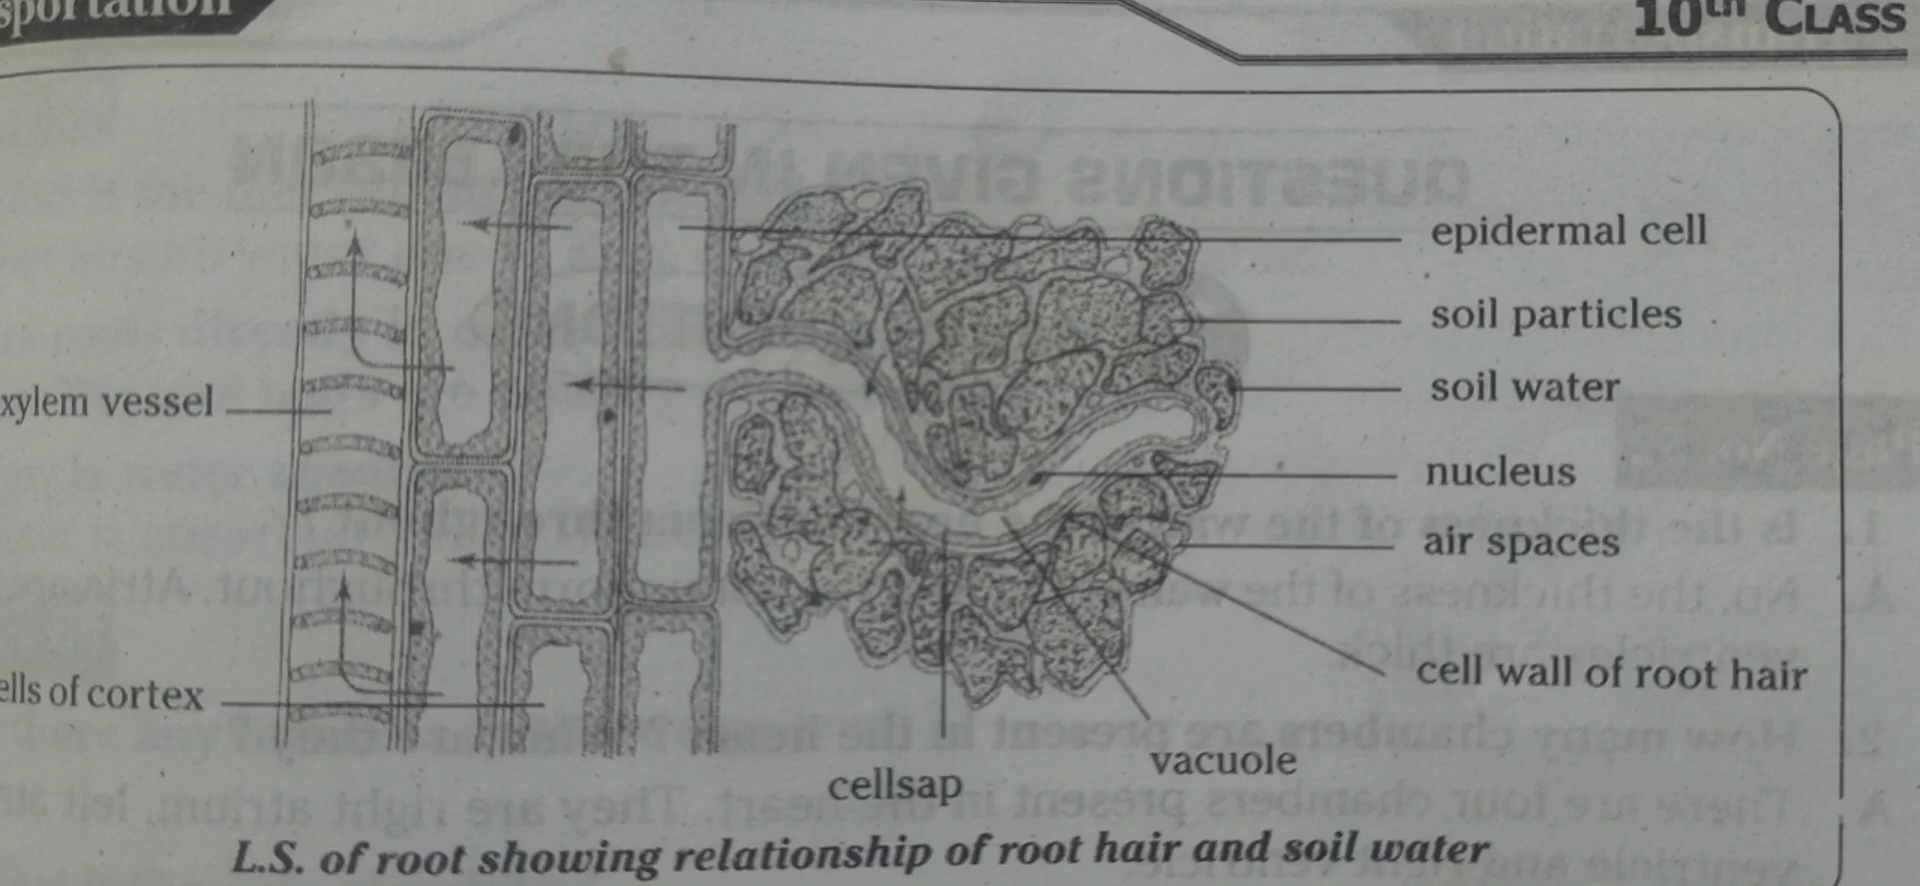 sportation
10th CLASS
epidermal cell
soil particles
soil water
xylem vessel
nucleus
air spaces
cell wall of root hair
ells of cortex
vacuole
cellsap
L.S. of root showing relationship of root hair and soil water